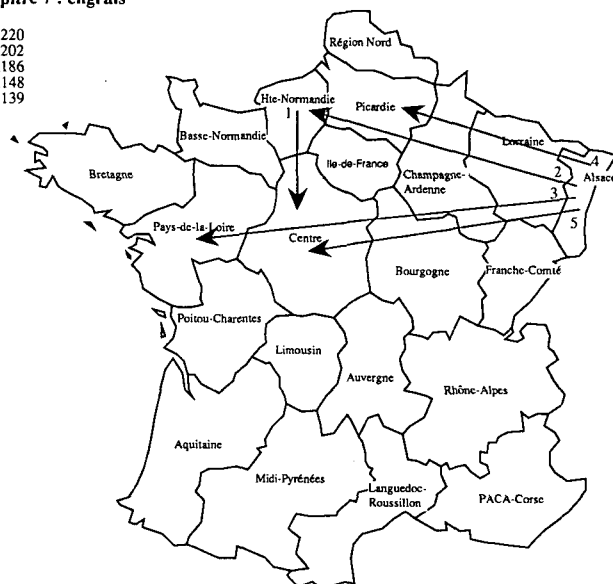 pitre 7 : engrais
220
202
186
148
139
Région Nord
Hte-Normandie
Picardie
1
Basse-Normandie
Lorraine
4
Ile-de-France
2
Alsace
Bretagne
Champagne-
Ardenne
3
Pays-de-la-Loire
5
Centre
Bourgogne
Franche-Comté
Poitou-Charentes
Limousin
Auvergne
Rhône-Alpes
Aquitaine
Midi-Pyrénées
Languedoc-
Roussillon
PACA-Corse